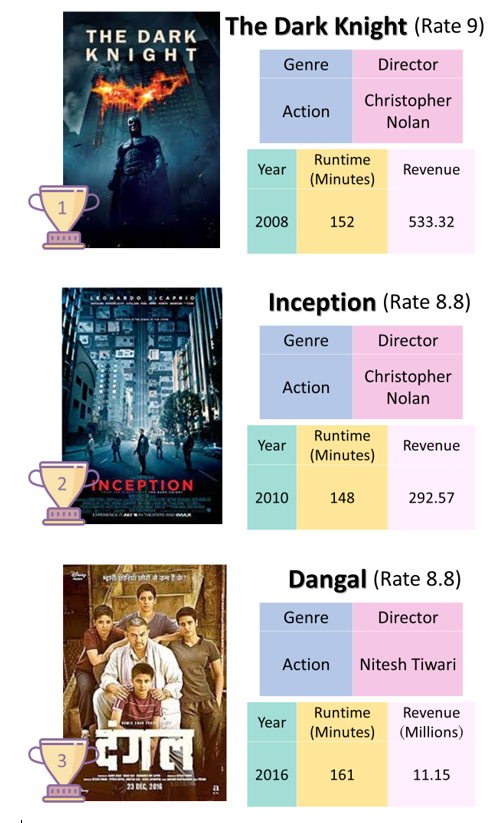 THE DARK
KNIGHT
1
The Dark Knight (Rate 9)
Genre Director
Action Christopher
Nolan
Year Runtime
(Minutes) Revenue
2008 152 533.32
LEONARDO DiCAPRIO
INCEPTION
2
Inception (Rate 8.8)
Genre Director
Action Christopher
Nolan
Year Runtime
(Minutes) Revenue
2010 148 292.57
Disney
म्हारी छोरियां छोरों से कम हैं के?
दंगल
23 DEC, 2016
3
Dangal (Rate 8.8)
Genre Director
Action Nitesh Tiwari
Year Runtime
(Minutes) Revenue
(Millions)
2016 161 11.15